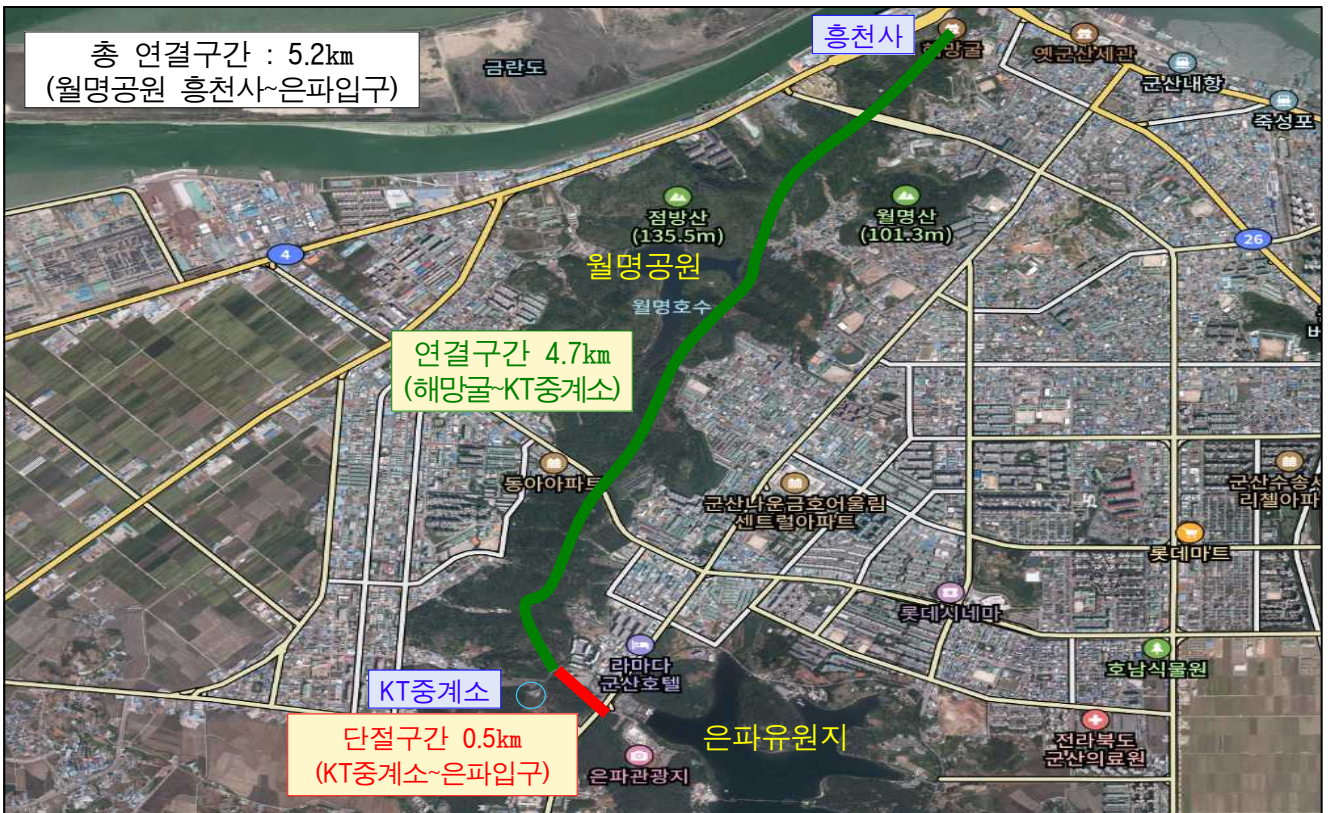 총 연결구간 : 5.2㎞
(월명공원 흥천사~은파입구)
흥천사
해망굴
옛군산세관
금란도
군산내항
죽성포
점방산
(135.5m)
월명산
(101.3m)
4
26
월명공원
월명호수
연결구간 4.7㎞
(해망굴~KT중계소)
동아아파트
군산나운금호어울림
센트럴아파트
군산수송시
리첼아파
롯데마트
롯데시네마
라마다
군산호텔
호남식물원
KT중계소
단절구간 0.5㎞
(KT중계소~은파입구)
은파유원지
은파관광지
전라북도
군산의료원